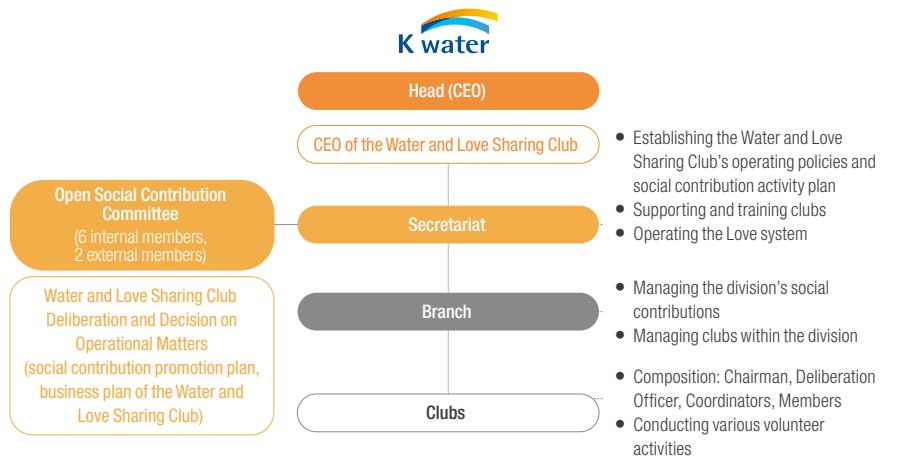 K water
Head (CEO)
CEO of the Water and Love Sharing Club
● Establishing the Water and Love
Sharing Club's operating policies and
social contribution activity plan
● Supporting and training clubs
● Operating the Love system
Open Social Contribution
Committee
(6 internal members,
2 external members)
Secretariat
Water and Love Sharing Club
Deliberation and Decision on
Operational Matters
(social contribution promotion plan,
business plan of the Water and
Love Sharing Club)
Branch
● Managing the division's social
contributions
● Managing clubs within the division
Clubs
● Composition: Chairman, Deliberation
Officer, Coordinators, Members
● Conducting various volunteer
activities